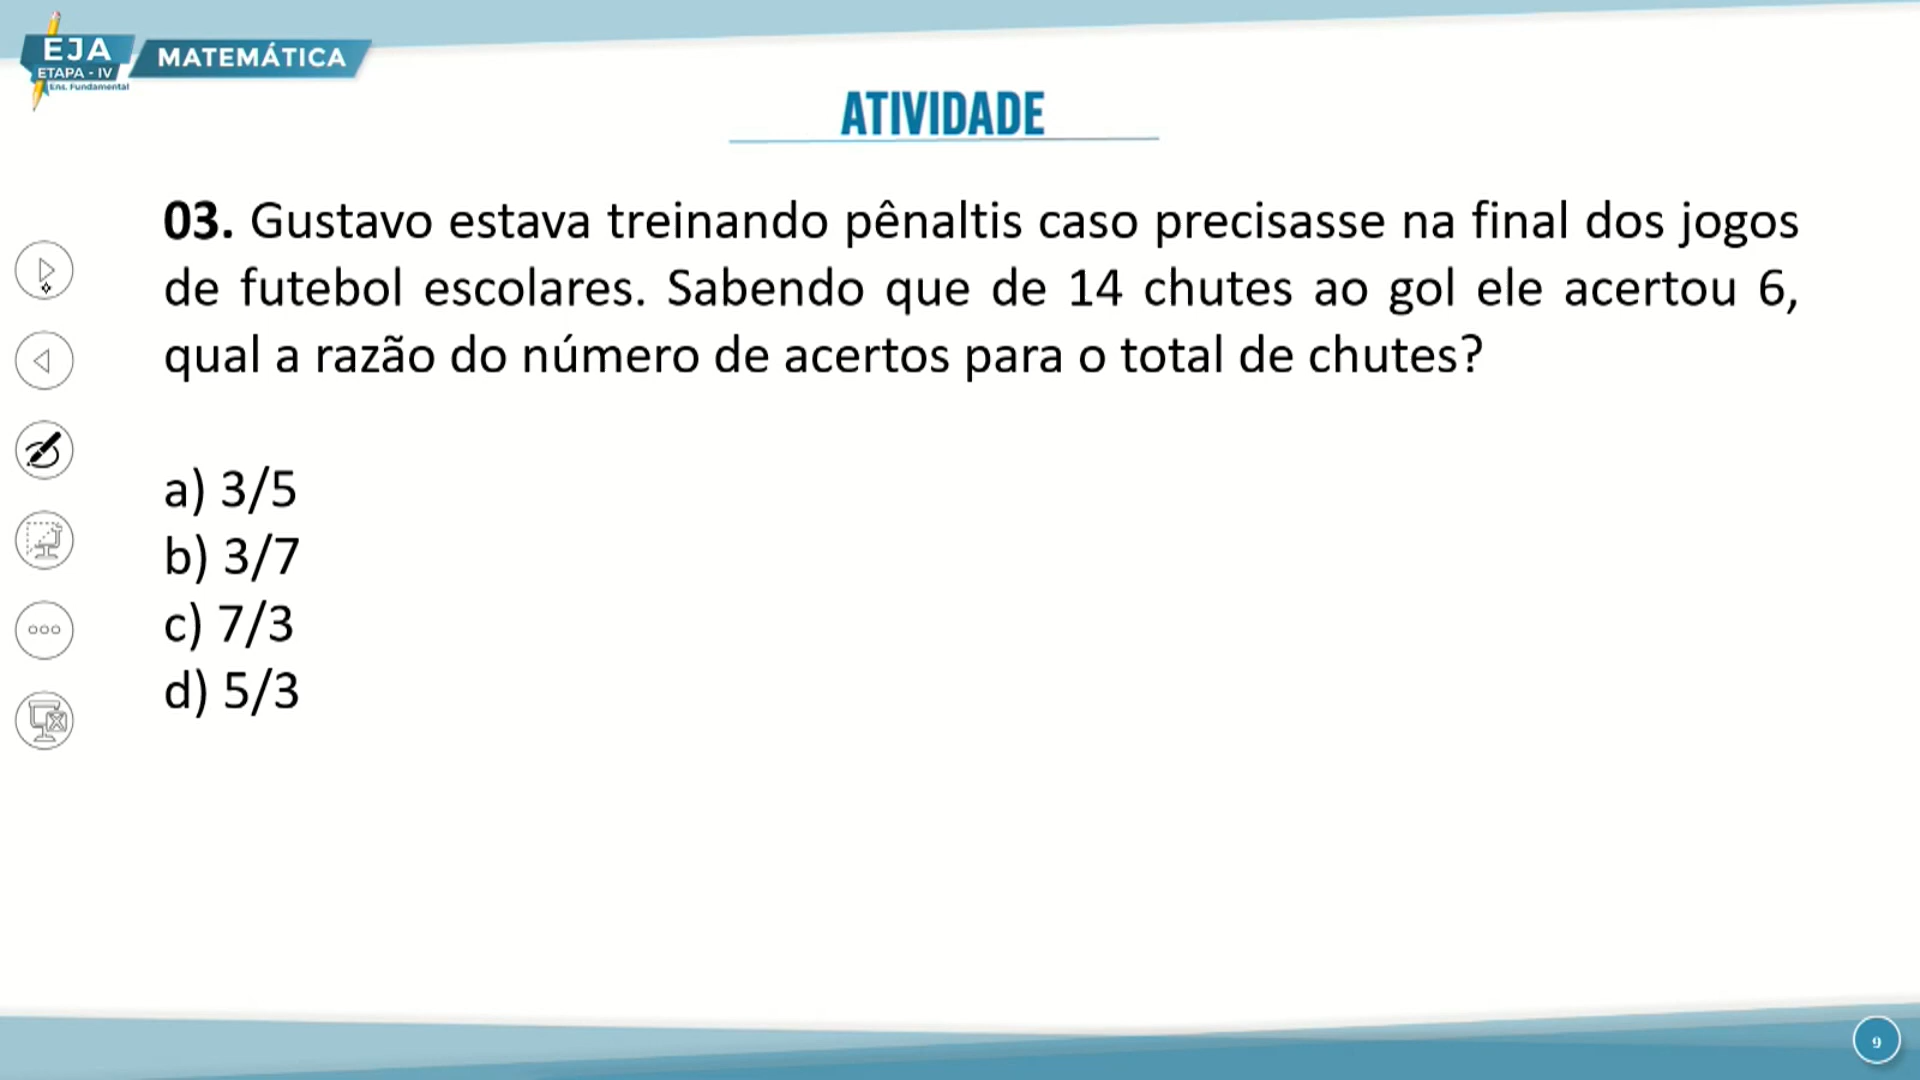 EJA
ETAPA - IV
Ens. Fundamental
MATEMÁTICA
ATIVIDADE
03. Gustavo estava treinando pênaltis caso precisasse na final dos jogos
de futebol escolares. Sabendo que de 14 chutes ao gol ele acertou 6,
qual a razão do número de acertos para o total de chutes?
a) 3/5
b) 3/7
c) 7/3
d) 5/3
9